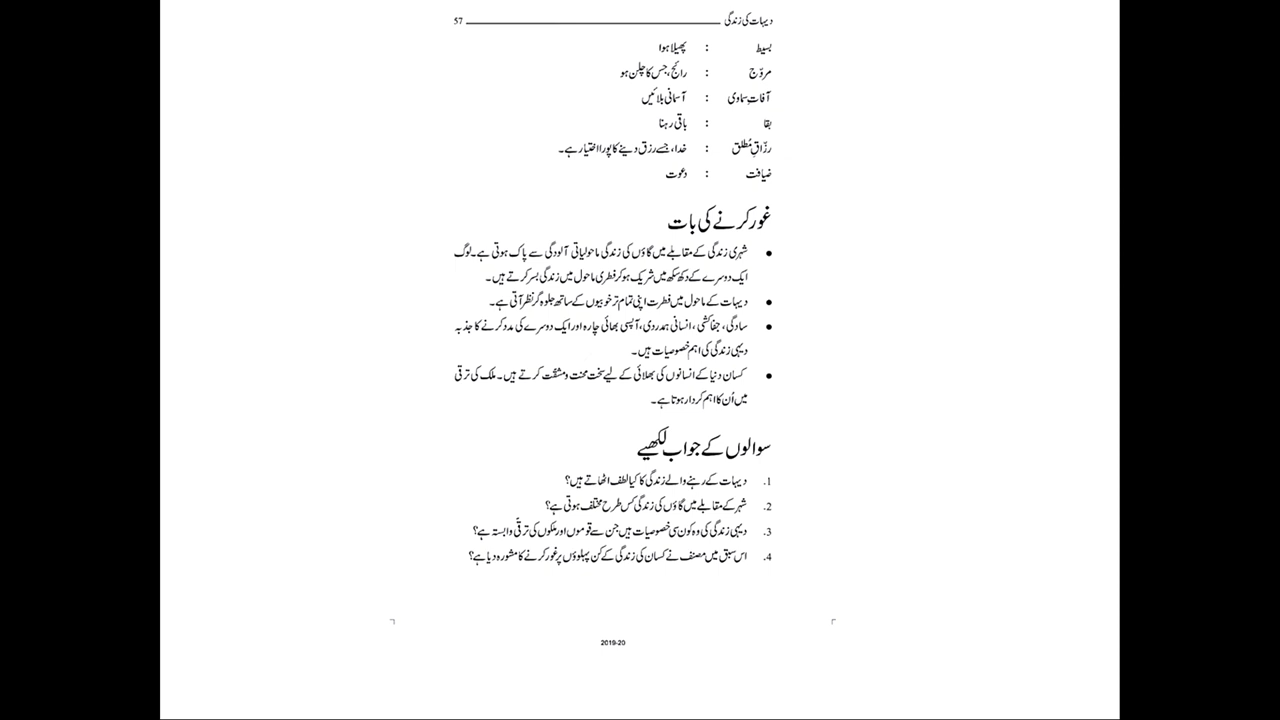 دیہات کی زندگی 57
بسیط : پھیلا ہوا
مروّج : رائج، جس کا چلن ہو
آفاتِ سماوی : آسمانی بلائیں
بقا : باقی رہنا
رزّاقِ مُطلق : خدا، جسے رزق دینے کا پورا اختیار ہے۔
ضیافت : دعوت
غور کرنے کی بات
• شہری زندگی کے مقابلے میں گاؤں کی زندگی ماحولیاتی آلودگی سے پاک ہوتی ہے۔ لوگ
ایک دوسرے کے دکھ سکھ میں شریک ہو کر فطری ماحول میں زندگی بسر کرتے ہیں۔
• دیہات کے ماحول میں فطرت اپنی تمام تر خوبیوں کے ساتھ جلوہ گر نظر آتی ہے۔
• سادگی، جفاکشی، انسانی ہمدردی، آپسی بھائی چارہ اور ایک دوسرے کی مدد کرنے کا جذبہ
دیہی زندگی کی اہم خصوصیات ہیں۔
• کسان دنیا کے انسانوں کی بھلائی کے لیے سخت محنت و مشقت کرتے ہیں۔ ملک کی ترقی
میں اُن کا اہم کردار ہوتا ہے۔
سوالوں کے جواب لکھیے
1. دیہات کے رہنے والے زندگی کا کیا لطف اٹھاتے ہیں؟
2. شہر کے مقابلے میں گاؤں کی زندگی کس طرح مختلف ہوتی ہے؟
3. دیہی زندگی کی وہ کون سی خصوصیات ہیں جن سے قوموں اور ملکوں کی ترقّی وابستہ ہے؟
4. اس سبق میں مصنف نے کسان کی زندگی کے کن پہلوؤں پر غور کرنے کا مشورہ دیا ہے؟
2019-20